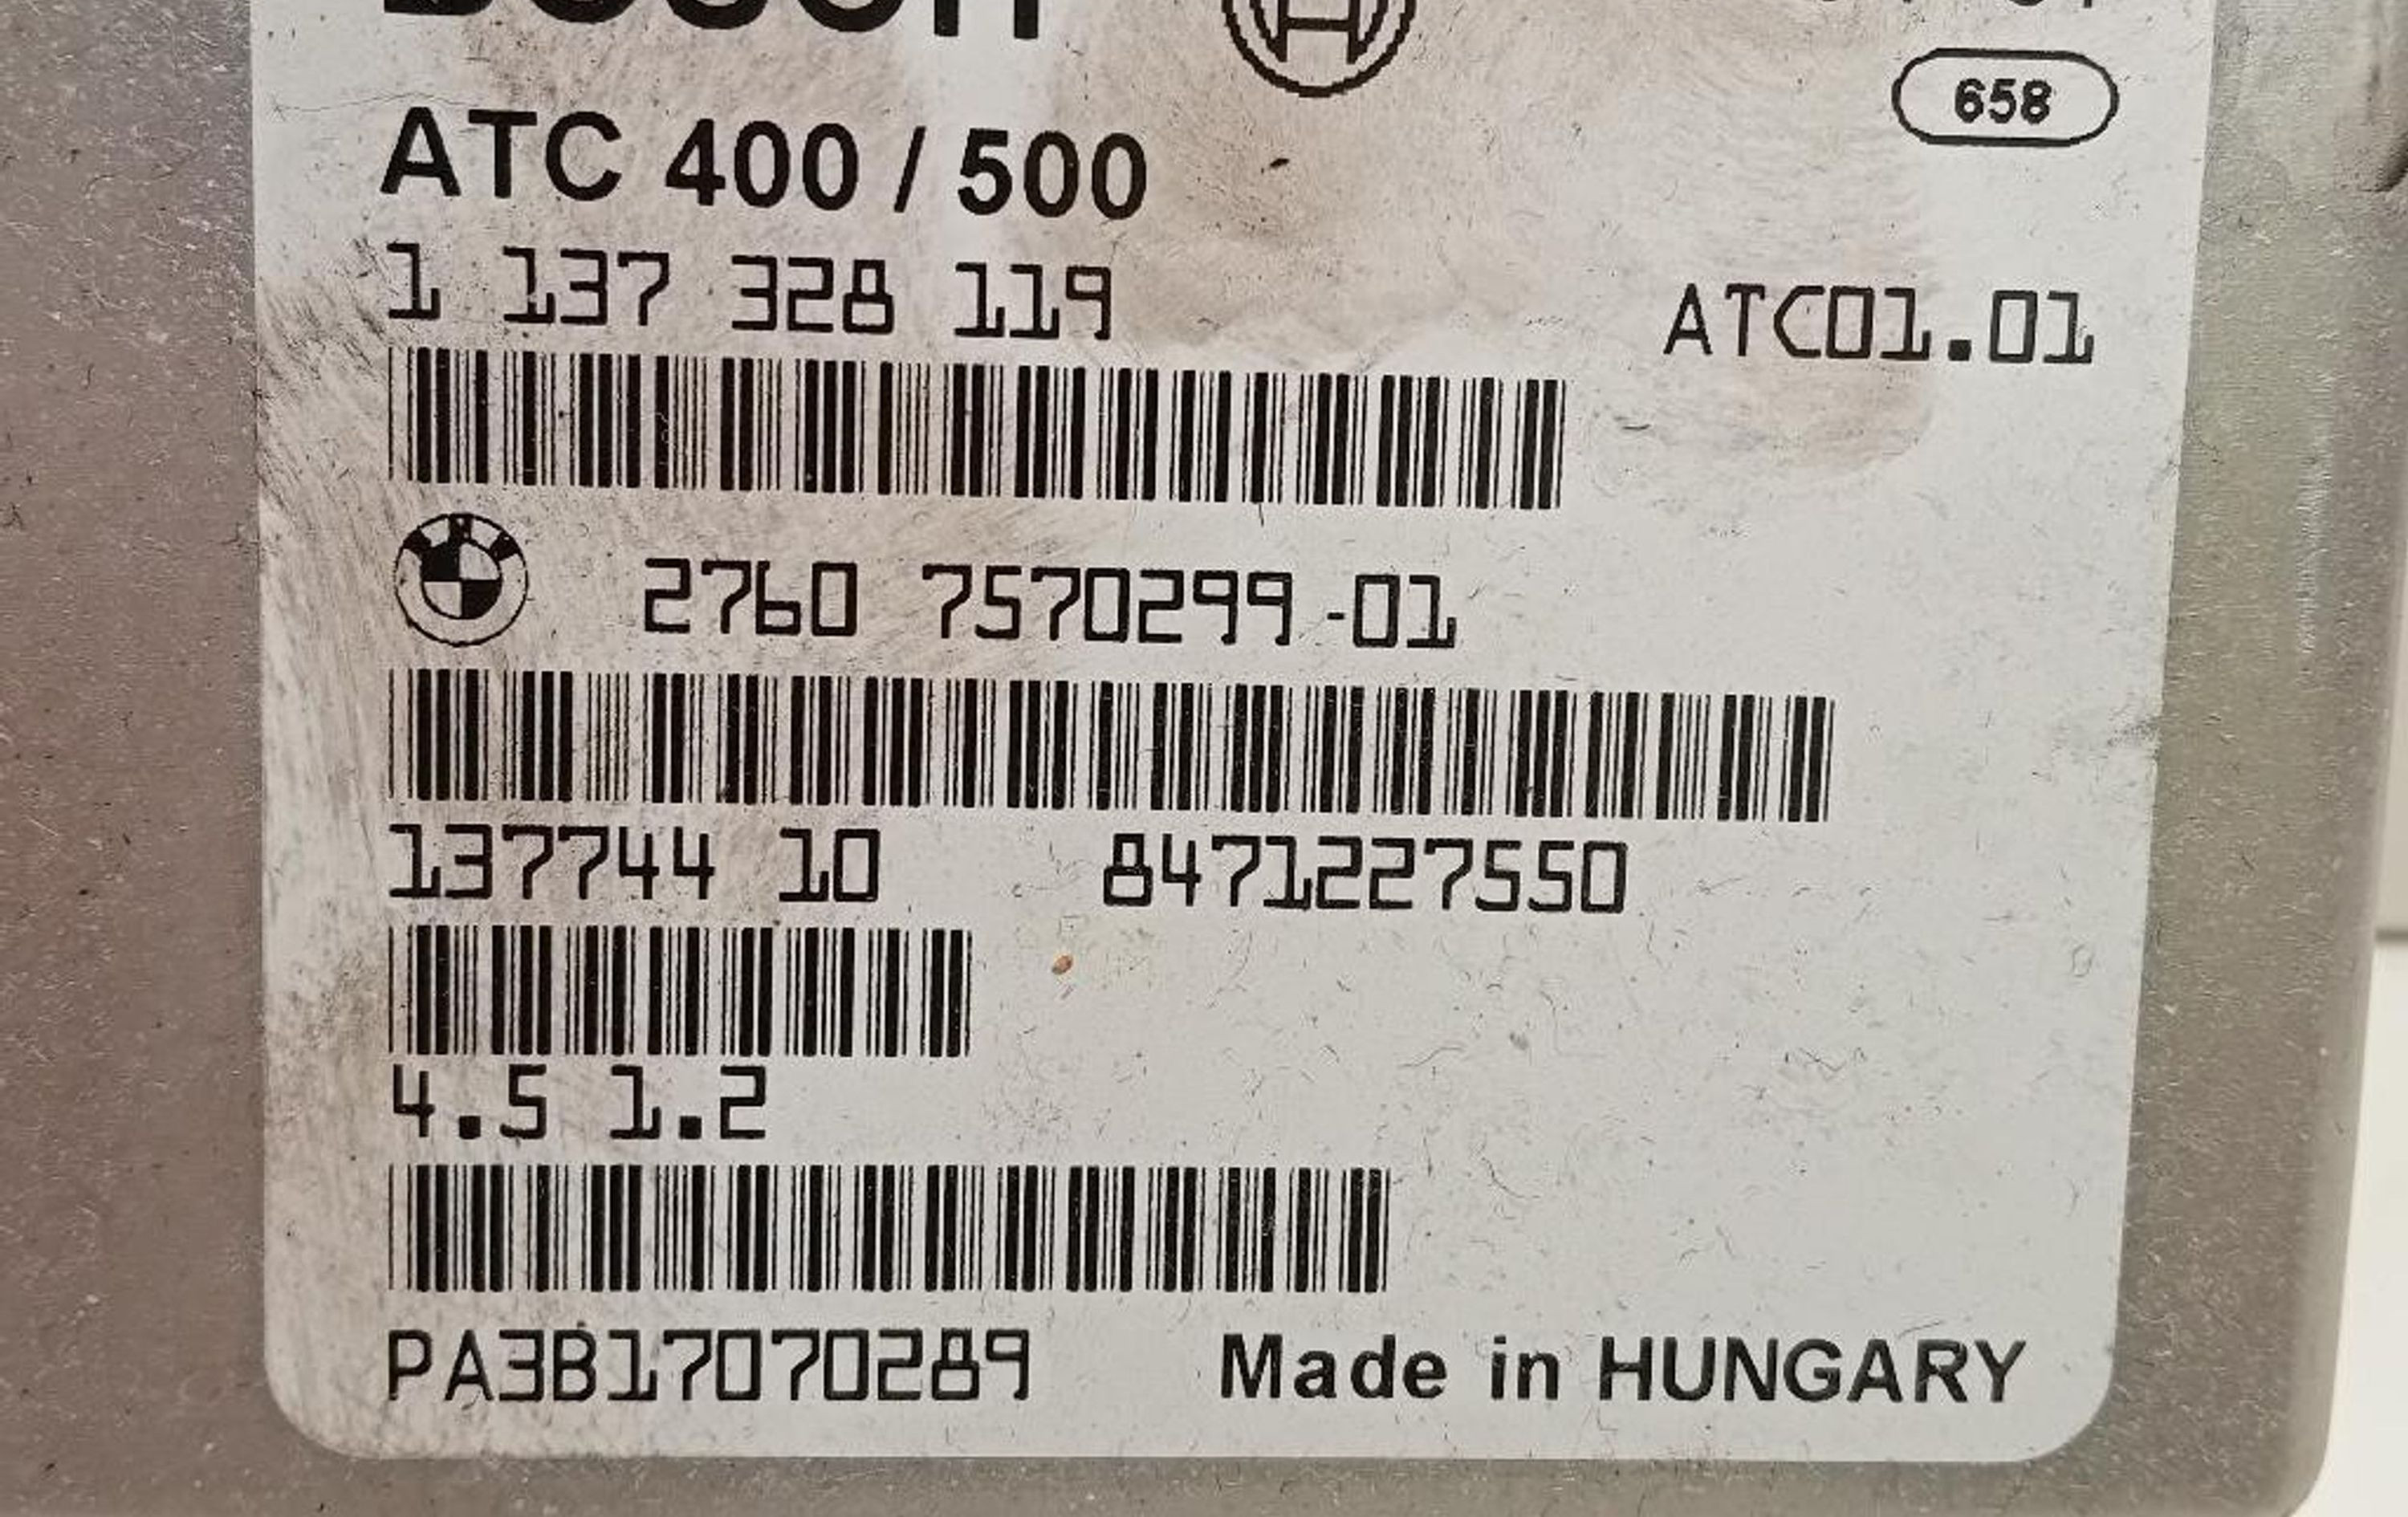 BOSCH
658
ATC 400 / 500
1 137 328 119
ATC01.01
2760 7570299-01
137744 10 8471227550
4.5 1.2
PA3B17070289 Made in HUNGARY